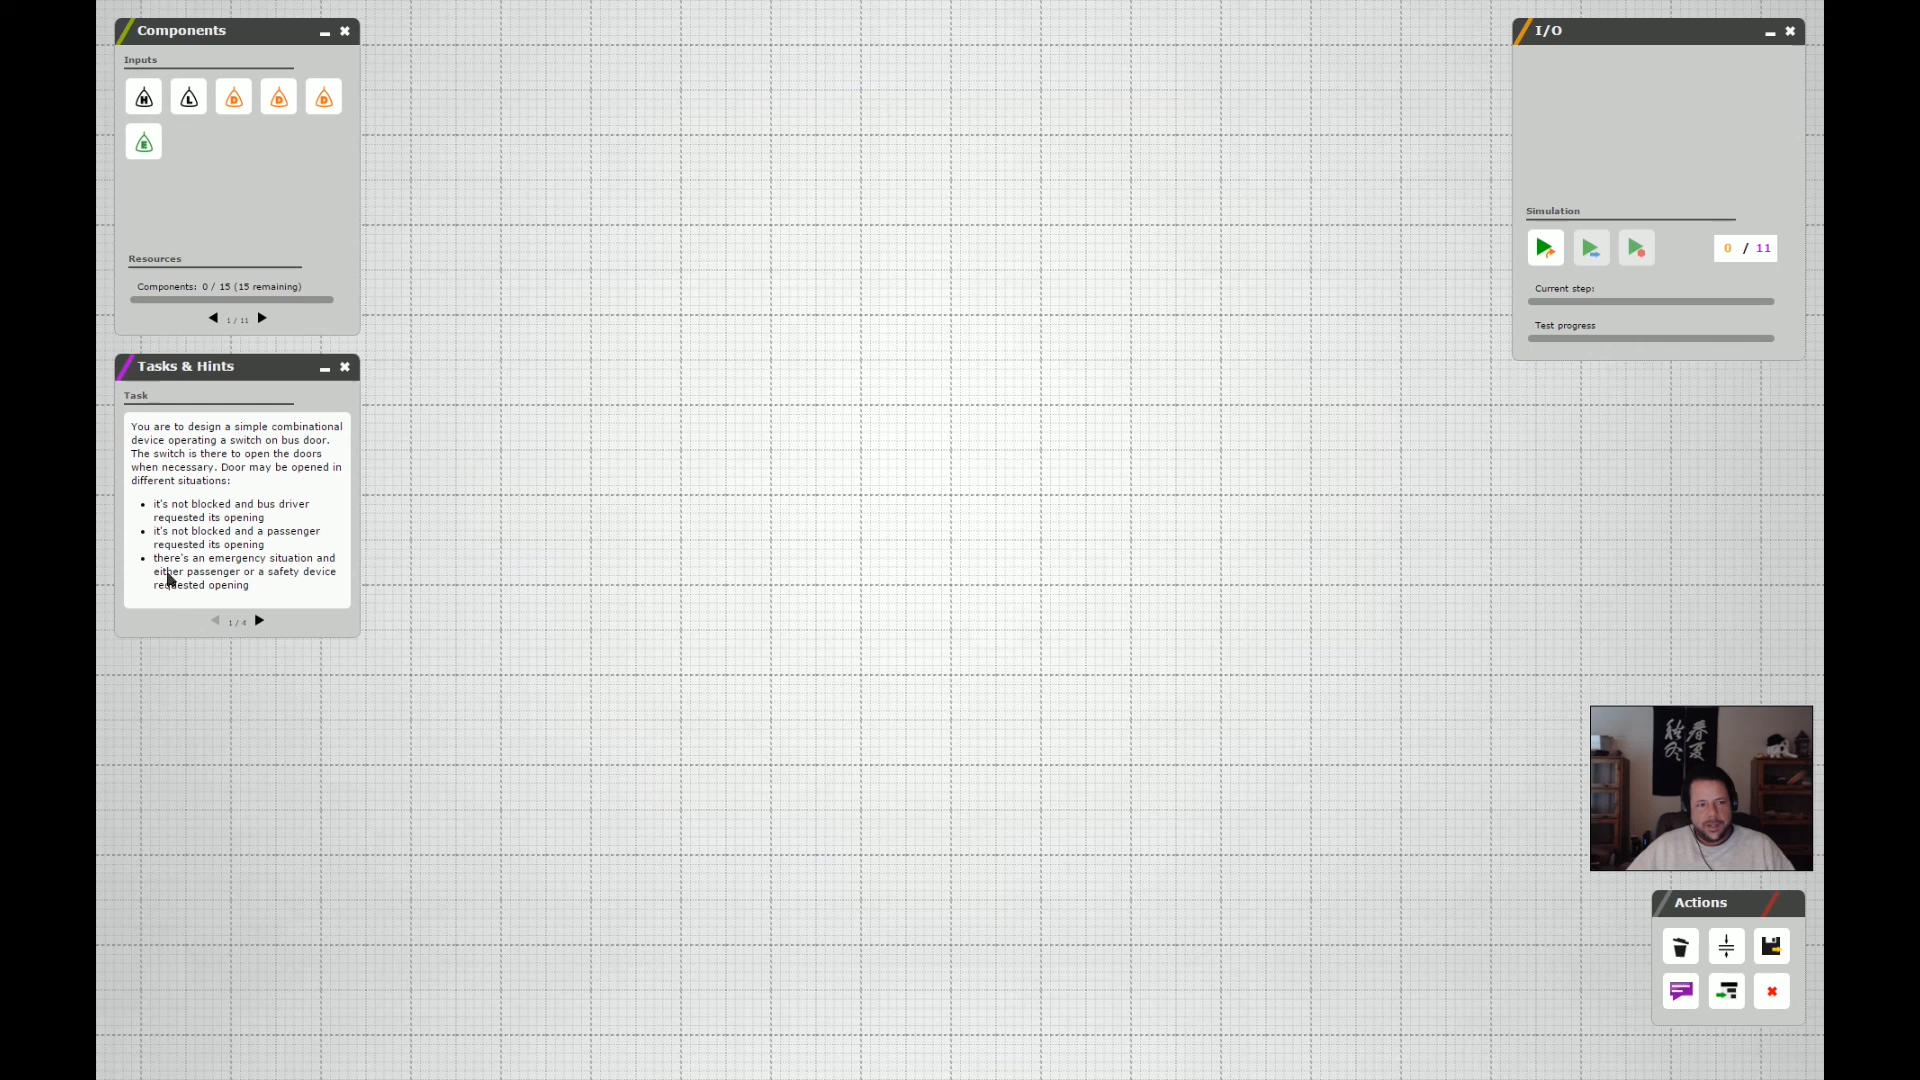 Components
Inputs
H L D D D
E
Resources
Components: 0 / 15 (15 remaining)
1 / 11
Tasks & Hints
Task
You are to design a simple combinational
device operating a switch on bus door.
The switch is there to open the doors
when necessary. Door may be opened in
different situations:
• it's not blocked and bus driver
requested its opening
• it's not blocked and a passenger
requested its opening
• there's an emergency situation and
either passenger or a safety device
requested opening
1 / 4
I/O
Simulation
0 / 11
Current step:
Test progress
春夏
秋冬
Actions